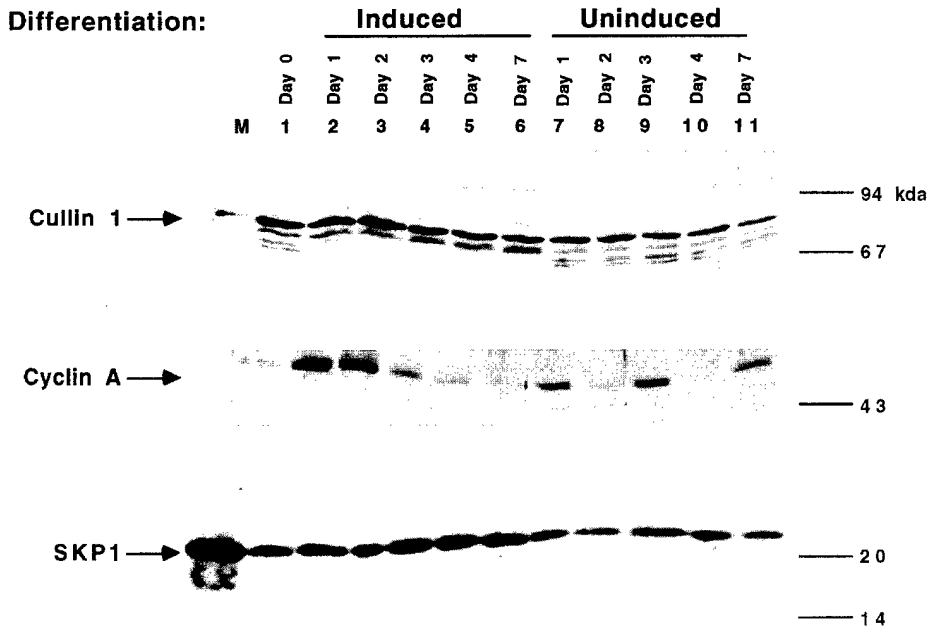 Differentiation:
Induced
Uninduced
Day 0
Day 1
Day 2
Day 3
Day 4
Day 7
Day 1
Day 2
Day 3
Day 4
Day 7
M 1 2 3 4 5 6 7 8 9 10 11
94 kda
Cullin 1
67
Cyclin A
43
SKP1
20
14